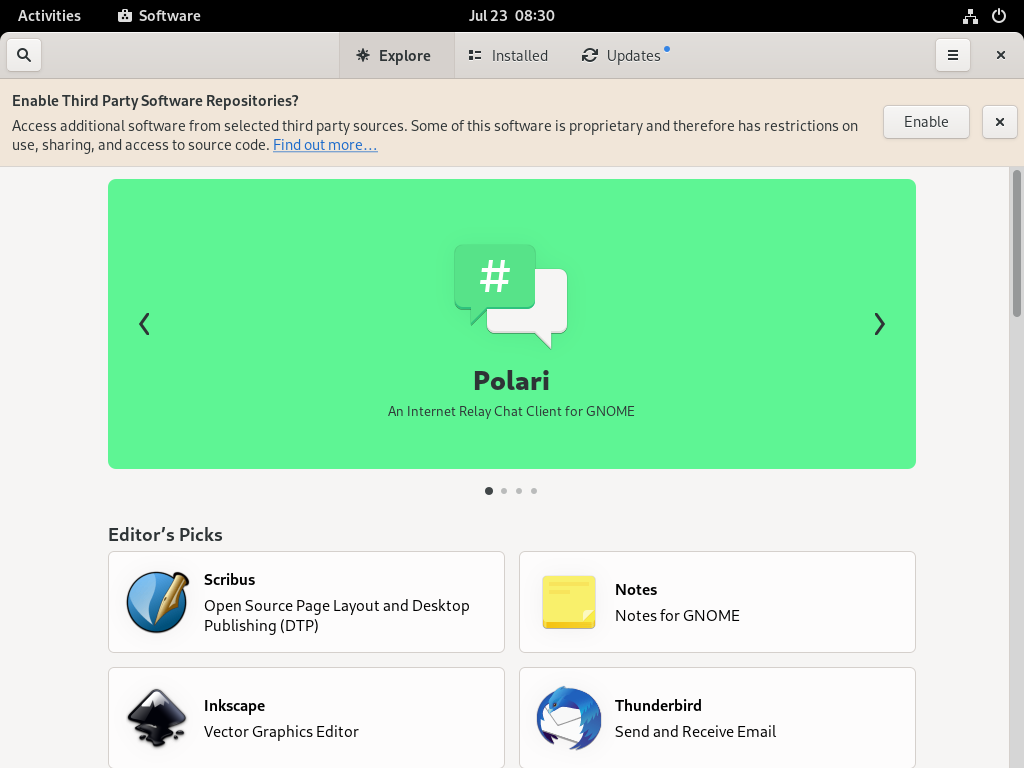 Activities Software Jul 23 08:30
Explore Installed Updates
Enable Third Party Software Repositories?
Access additional software from selected third party sources. Some of this software is proprietary and therefore has restrictions on
use, sharing, and access to source code. Find out more…
Enable
#
Polari
An Internet Relay Chat Client for GNOME
Editor’s Picks
Scribus
Open Source Page Layout and Desktop
Publishing (DTP)
Notes
Notes for GNOME
Inkscape
Vector Graphics Editor
Thunderbird
Send and Receive Email